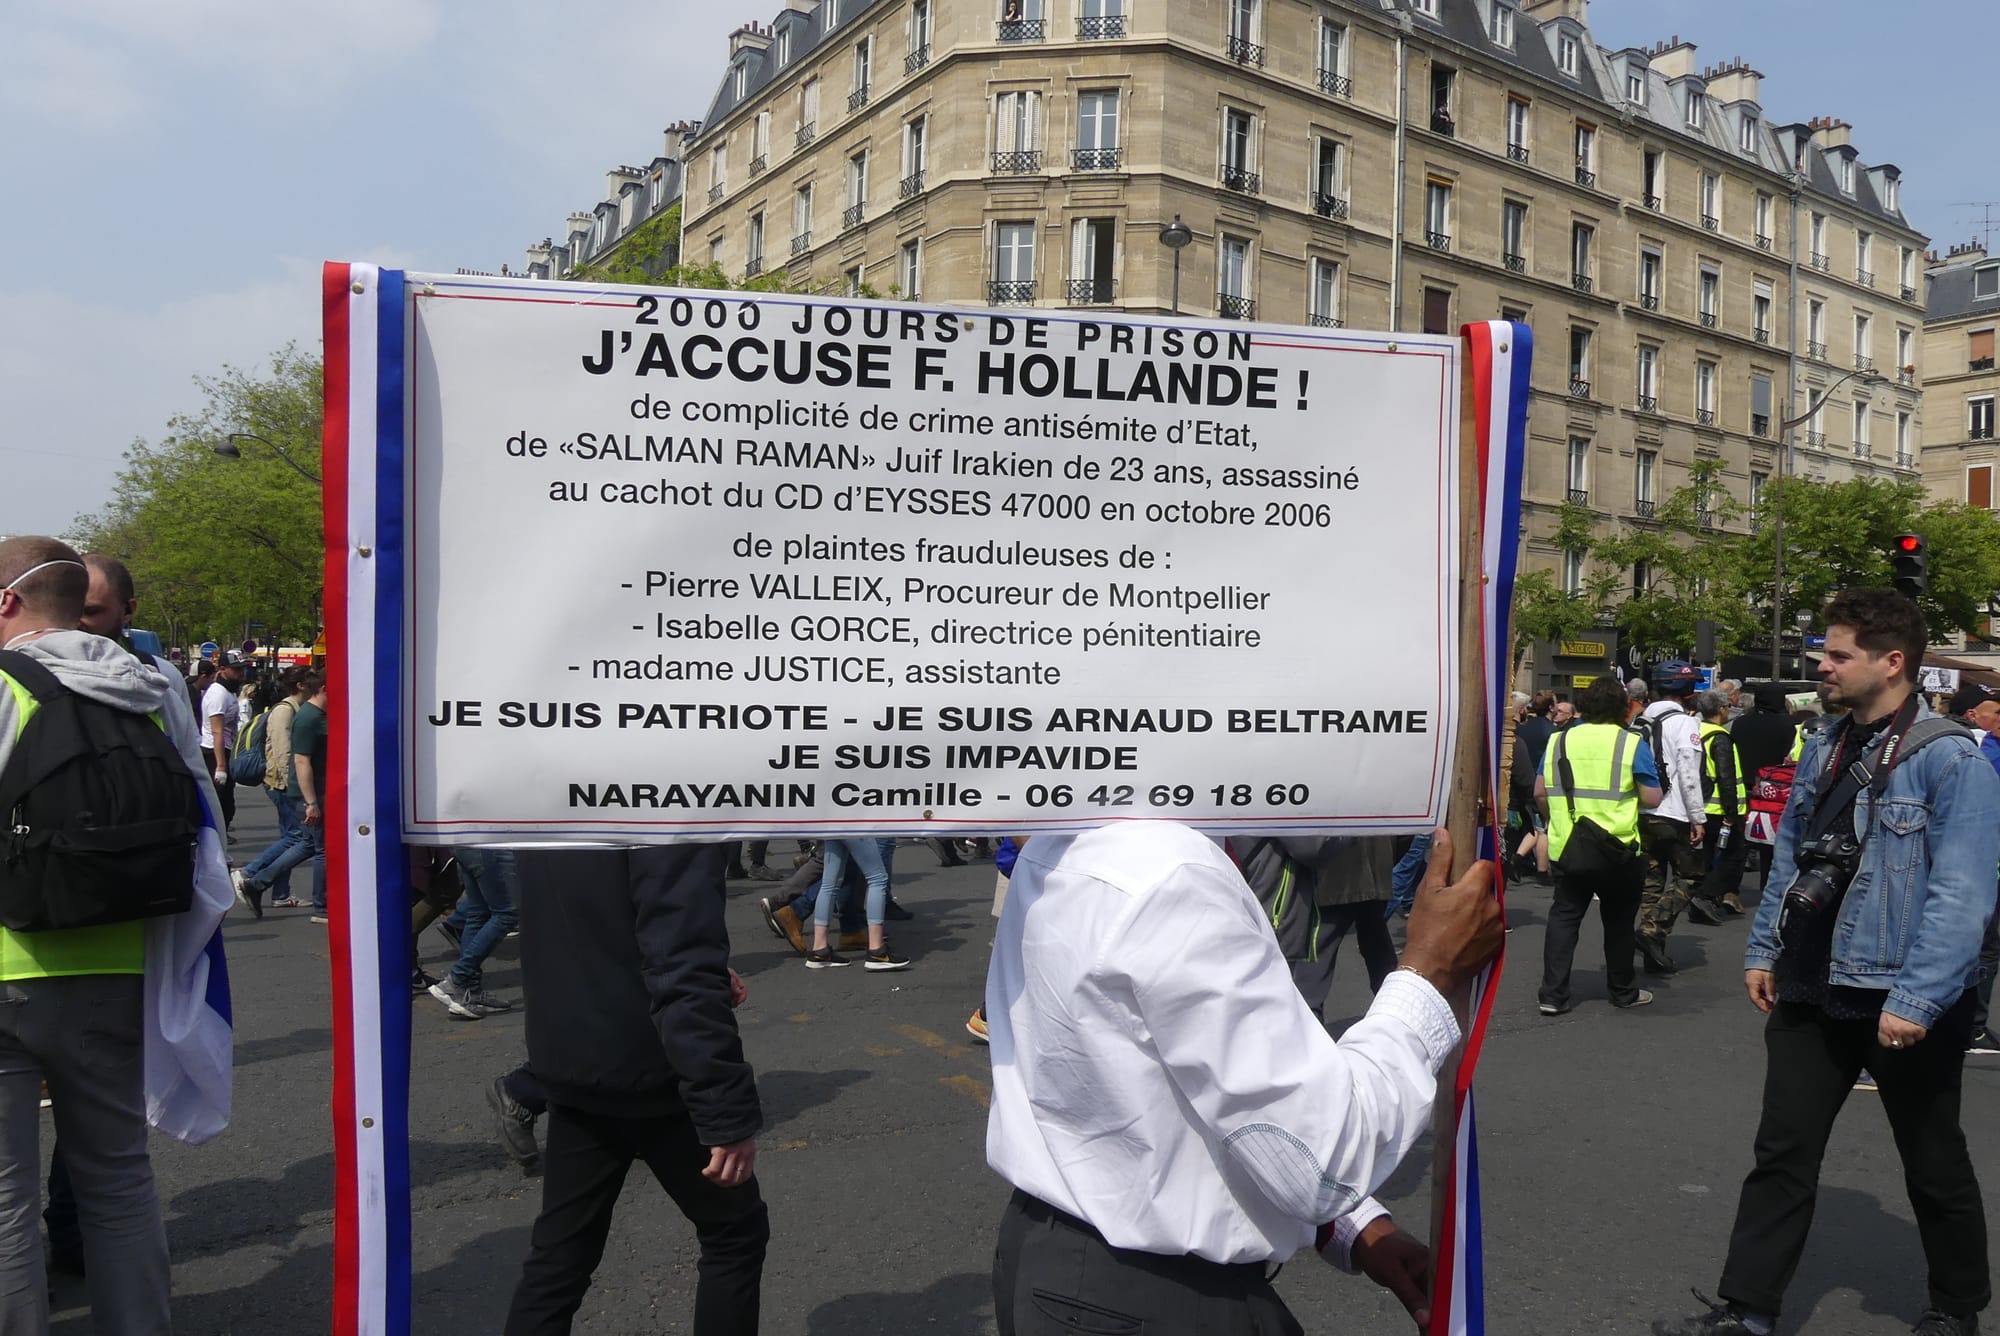 2000 JOURS DE PRISON
J'ACCUSE F. HOLLANDE !
de complicité de crime antisémite d'Etat,
de «SALMAN RAMAN» Juif Irakien de 23 ans, assassiné
au cachot du CD d'EYSSES 47000 en octobre 2006
de plaintes frauduleuses de :
- Pierre VALLEIX, Procureur de Montpellier
- Isabelle GORCE, directrice pénitentiaire
- madame JUSTICE, assistante
JE SUIS PATRIOTE - JE SUIS ARNAUD BELTRAME
JE SUIS IMPAVIDE
NARAYANIN Camille - 06 42 69 18 60
TAXI
Canon